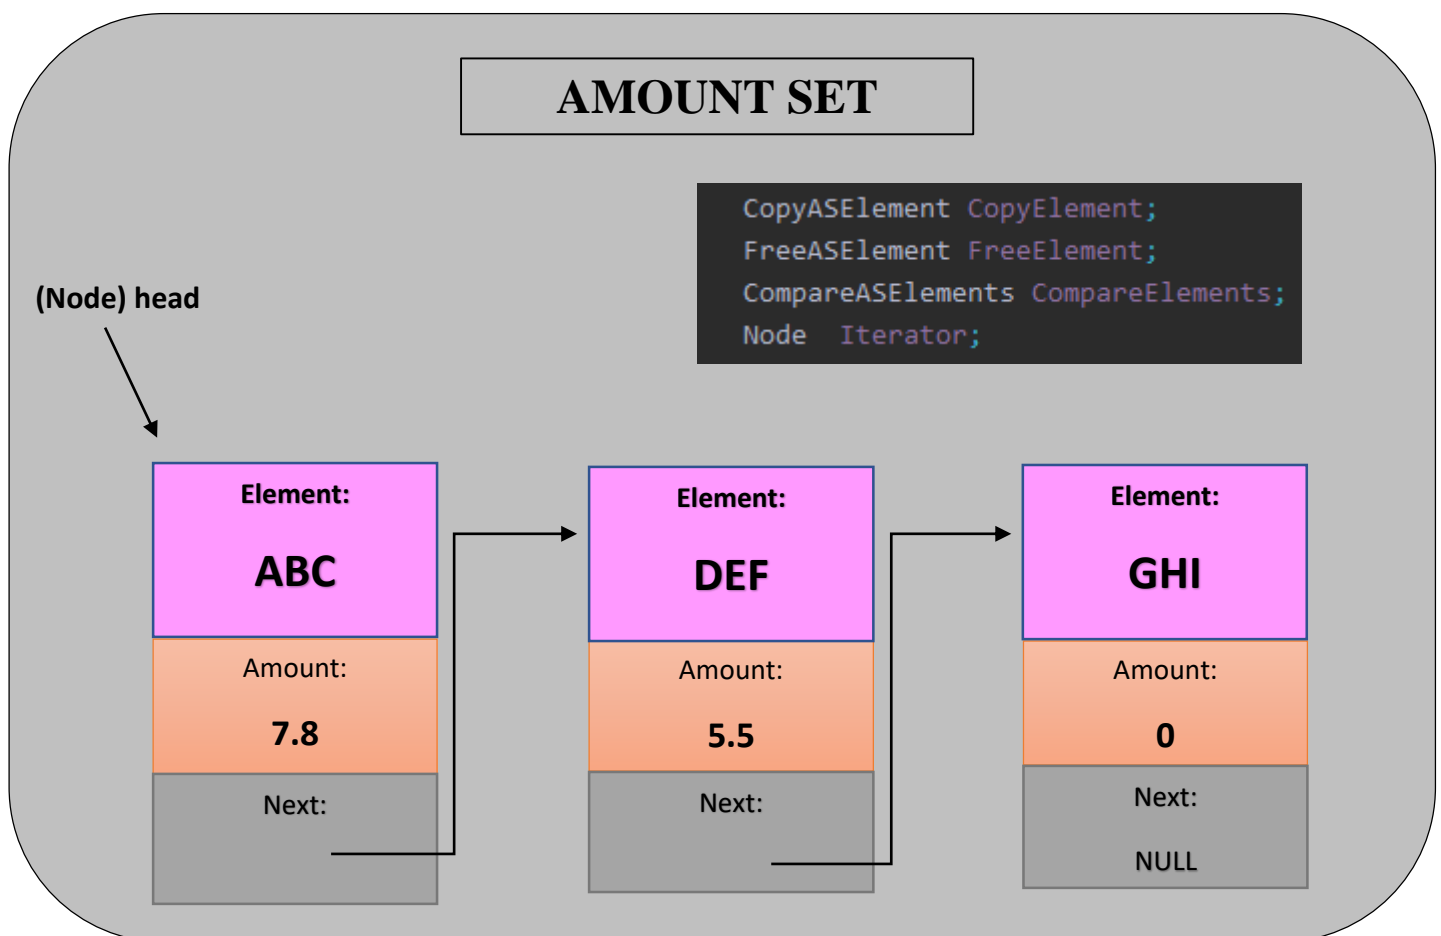 AMOUNT SET
CopyASElement CopyElement;
FreeASElement FreeElement;
CompareASElements CompareElements;
Node  Iterator;
(Node) head
Element:
ABC
Amount:
7.8
Next:
Element:
DEF
Amount:
5.5
Next:
Element:
GHI
Amount:
0
Next:
NULL